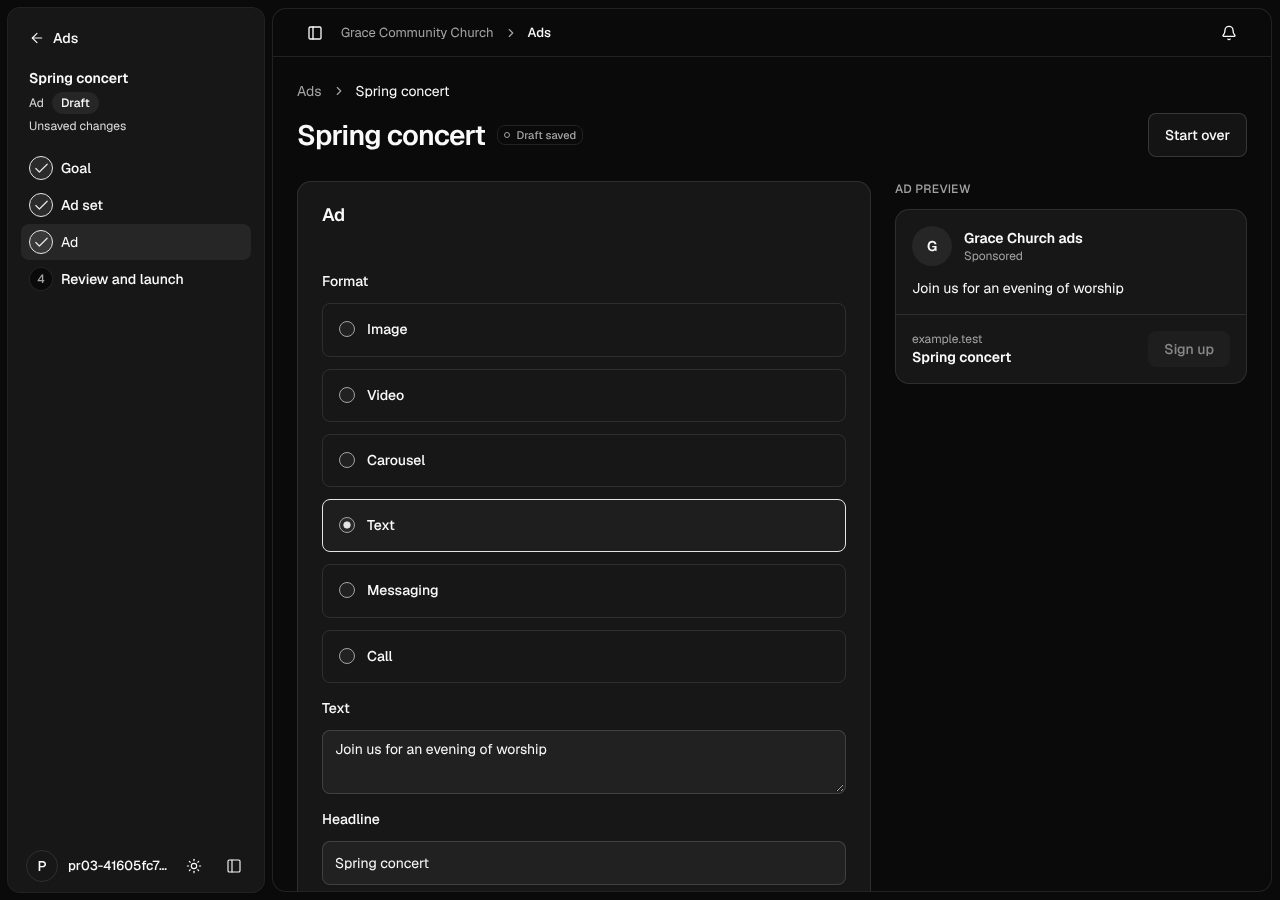 Ads
Spring concert
Ad Draft
Unsaved changes
Goal
Ad set
Ad
4 Review and launch
P pr03-41605fc7...
Grace Community Church > Ads
Ads > Spring concert
Spring concert Draft saved
Start over
Ad
Format
Image
Video
Carousel
Text
Messaging
Call
Text
Join us for an evening of worship
Headline
Spring concert
AD PREVIEW
G Grace Church ads
Sponsored
Join us for an evening of worship
example.test
Spring concert
Sign up